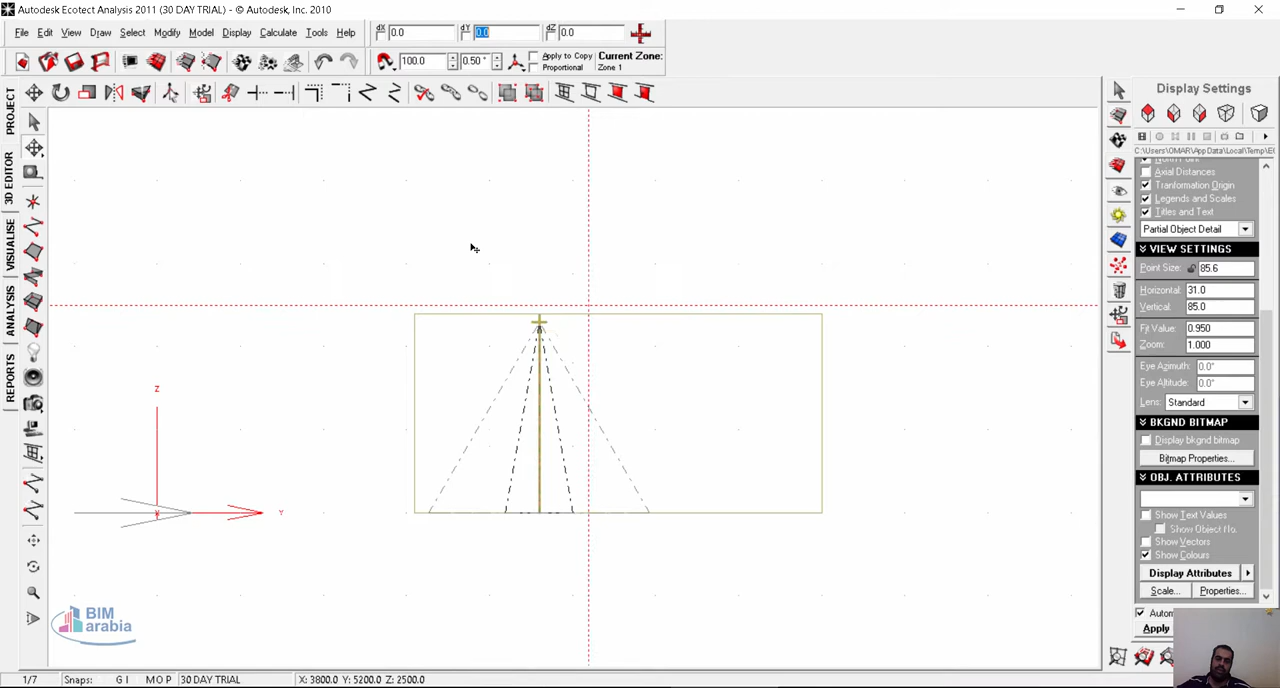 Autodesk Ecotect Analysis 2011 (30 DAY TRIAL) - © Autodesk, Inc. 2010
File Edit View Draw Select Modify Model Display Calculate Tools Help
dX 0.0 dY 0.0 dZ 0.0
100.0 0.50 °
Apply to Copy
Proportional
Current Zone:
Zone 1
PROJECT
3D EDITOR
VISUALISE
ANALYSIS
REPORTS
Z
Y
BIM
arabia
Display Settings
C:\Users\OMAR\AppData\Local\Temp\E
Axial Distances
Tranformation Origin
Legends and Scales
Titles and Text
Partial Object Detail
VIEW SETTINGS
Point Size: 85.6
Horizontal: 31.0
Vertical: 85.0
Fit Value: 0.950
Zoom: 1.000
Eye Azimuth: 0.0°
Eye Altitude: 0.0°
Lens: Standard
BKGND BITMAP
Display bkgnd bitmap
Bitmap Properties...
OBJ. ATTRIBUTES
Show Text Values
Show Object No.
Show Vectors
Show Colours
Display Attributes
Scale... Properties...
Apply
1/7 Snaps: G I M O P 30 DAY TRIAL X: 3800.0 Y: 5200.0 Z: 2500.0